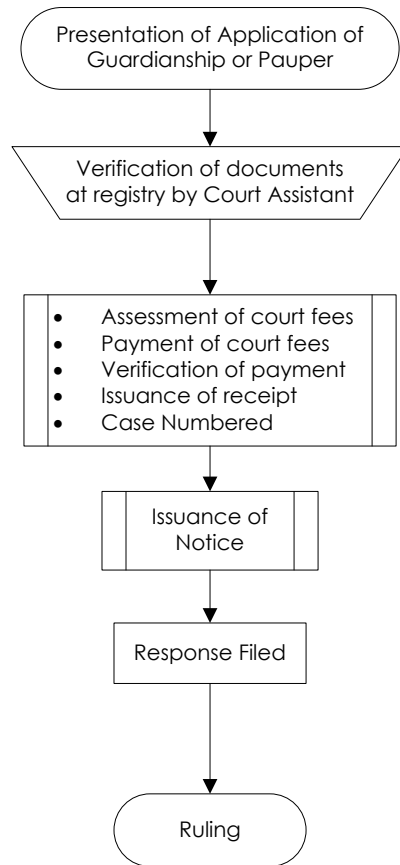 Presentation of Application of
Guardianship or Pauper
Verification of documents
at registry by Court Assistant
• Assessment of court fees
• Payment of court fees
• Verification of payment
• Issuance of receipt
• Case Numbered
Issuance of
Notice
Response Filed
Ruling